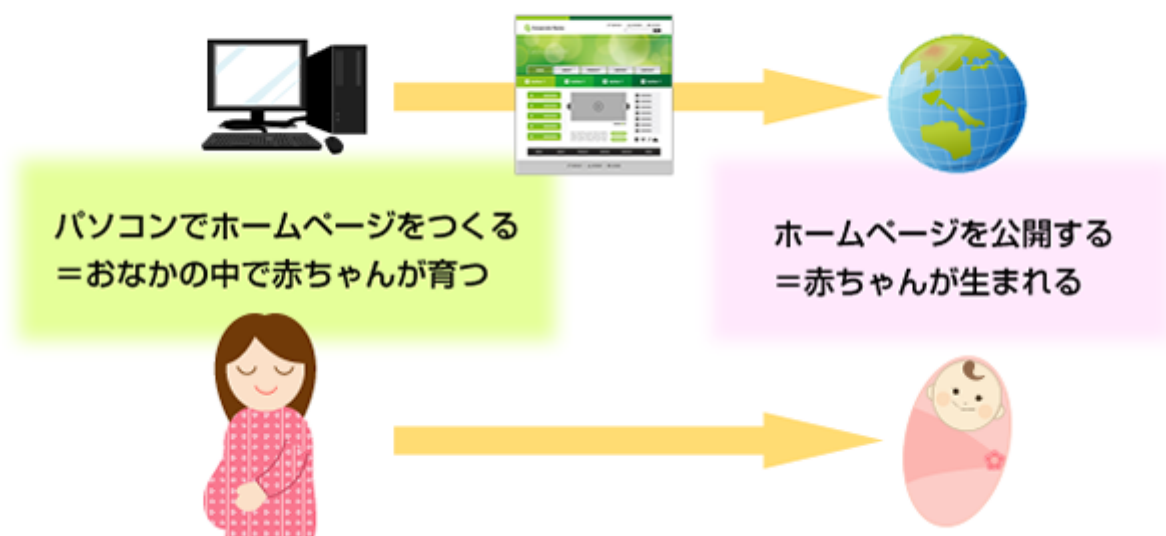 パソコンでホームページをつくる
＝おなかの中で赤ちゃんが育つ
ホームページを公開する
＝赤ちゃんが生まれる